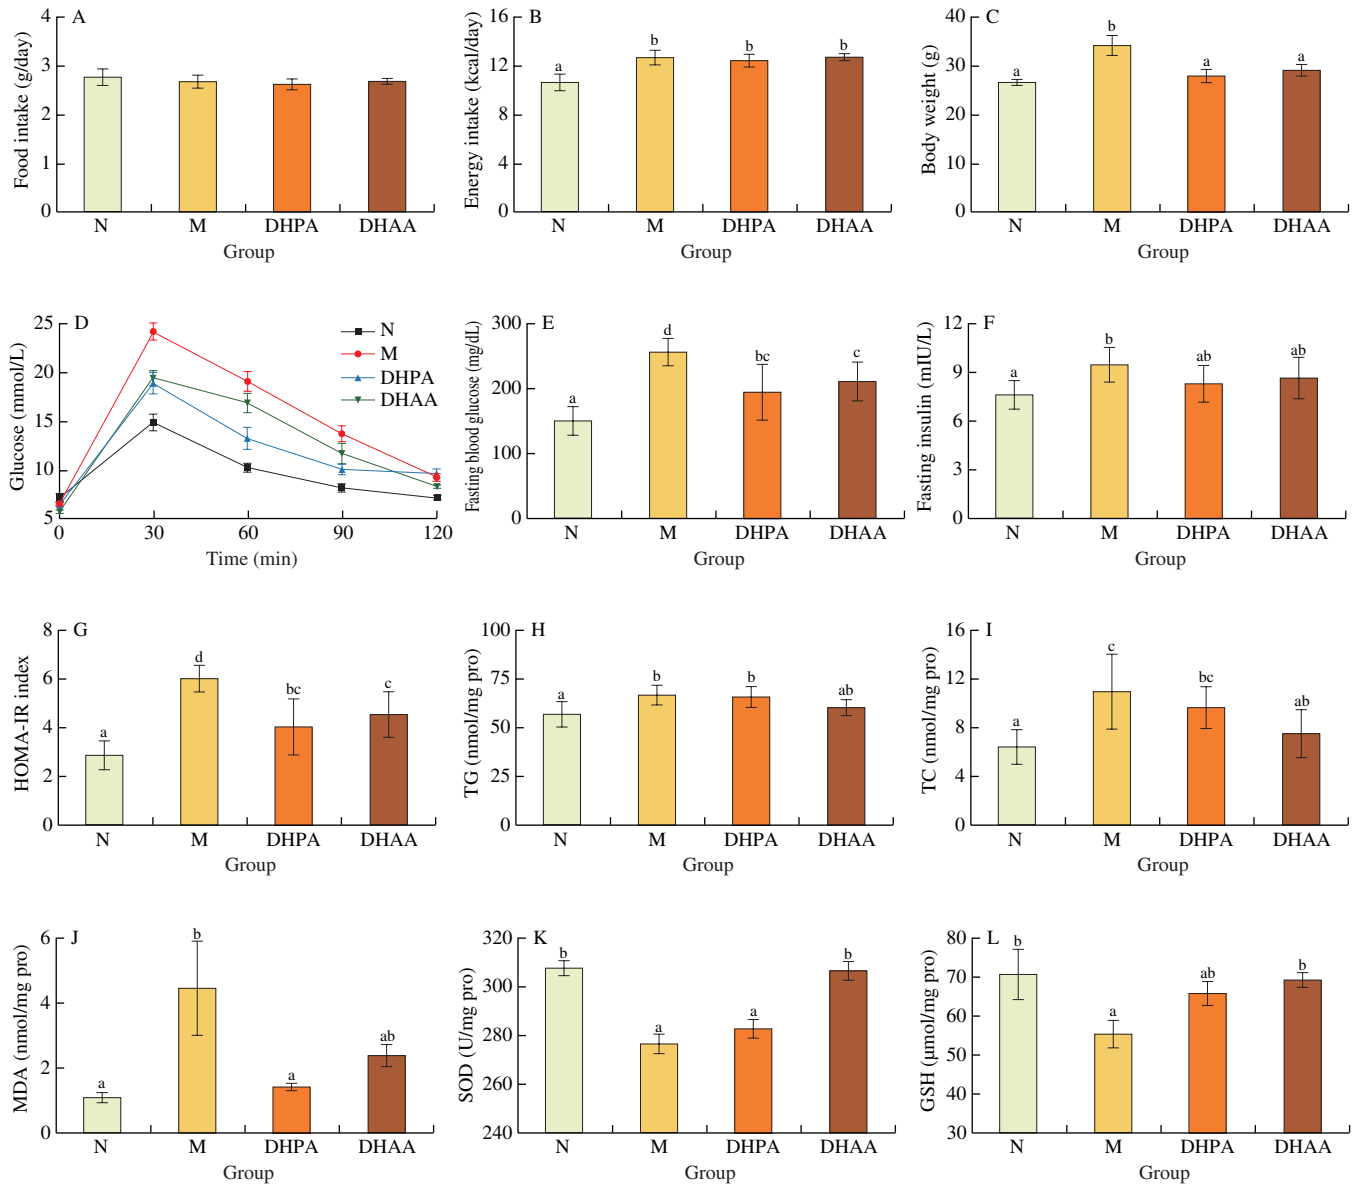 A
Food intake (g/day)
4
3
2
1
0
N M DHPA DHAA
Group
B
Energy intake (kcal/day)
16
12
8
4
0
a b b b
N M DHPA DHAA
Group
C
Body weight (g)
40
30
20
10
0
a b a a
N M DHPA DHAA
Group
D
Glucose (mmol/L)
25
20
15
10
5
N
M
DHPA
DHAA
0 30 60 90 120
Time (min)
E
Fasting blood glucose (mg/dL)
300
200
100
0
a d bc c
N M DHPA DHAA
Group
F
Fasting insulin (mIU/L)
12
9
6
3
0
a b ab ab
N M DHPA DHAA
Group
G
HOMA-IR index
8
6
4
2
0
a d bc c
N M DHPA DHAA
Group
H
TG (nmol/mg pro)
100
75
50
25
0
a b b ab
N M DHPA DHAA
Group
I
TC (nmol/mg pro)
16
12
8
4
0
a c bc ab
N M DHPA DHAA
Group
J
MDA (nmol/mg pro)
6
4
2
0
a b a ab
N M DHPA DHAA
Group
K
SOD (U/mg pro)
320
300
280
260
240
b a a b
N M DHPA DHAA
Group
L
GSH (μmol/mg pro)
80
70
60
50
40
30
b a ab b
N M DHPA DHAA
Group